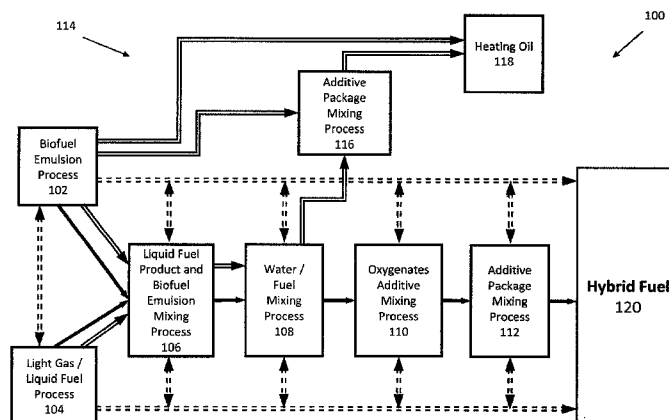 114
100
Heating Oil
118
Additive
Package
Mixing
Process
116
Biofuel
Emulsion
Process
102
Liquid Fuel
Product and
Biofuel
Emulsion
Mixing
Process
106
Water /
Fuel
Mixing
Process
108
Oxygenates
Additive
Mixing
Process
110
Additive
Package
Mixing
Process
112
Hybrid Fuel
120
Light Gas /
Liquid Fuel
Process
104